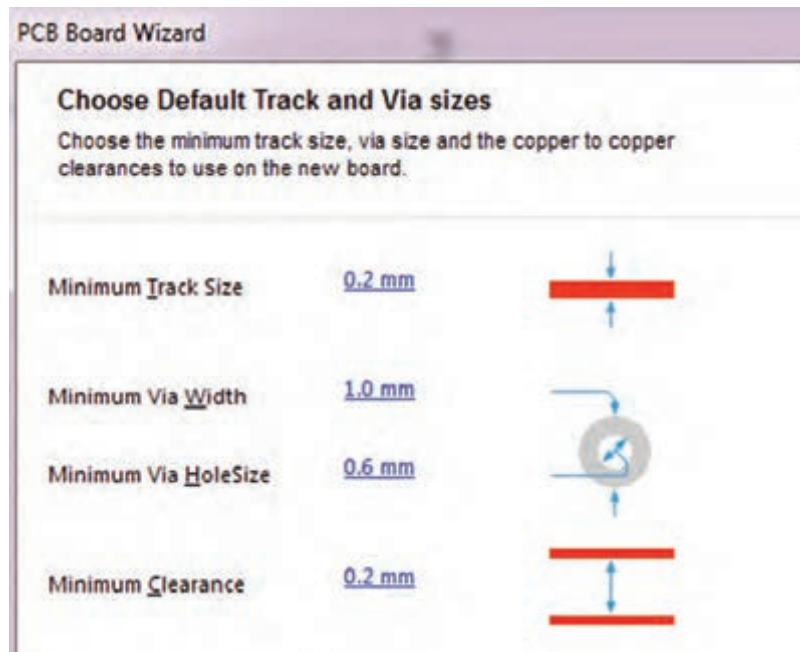 PCB Board Wizard
Choose Default Track and Via sizes
Choose the minimum track size, via size and the copper to copper
clearances to use on the new board.
Minimum Track Size 0.2 mm
Minimum Via Width 1.0 mm
Minimum Via HoleSize 0.6 mm
Minimum Clearance 0.2 mm